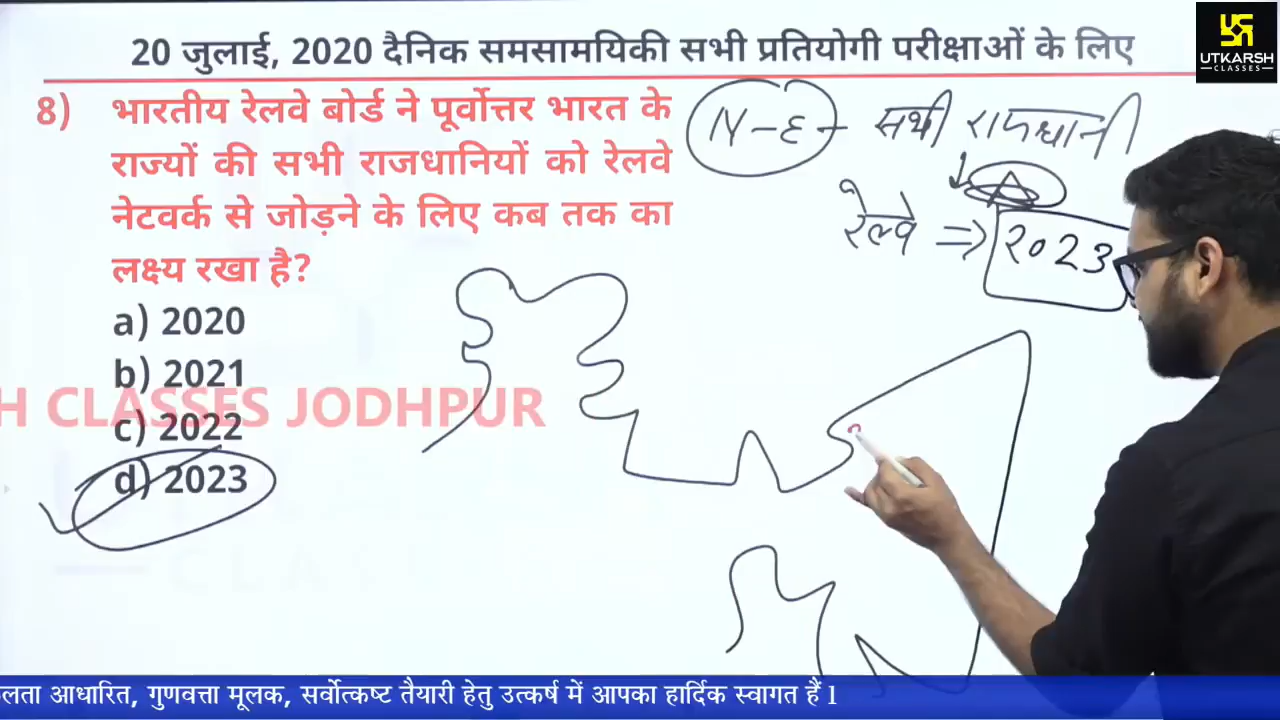 20 जुलाई, 2020 दैनिक समसामयिकी सभी प्रतियोगी परीक्षाओं के लिए
UTKARSH
CLASSES
8) भारतीय रेलवे बोर्ड ने पूर्वोत्तर भारत के
राज्यों की सभी राजधानियों को रेलवे
नेटवर्क से जोड़ने के लिए कब तक का
लक्ष्य रखा है?
N-E- सभी राजधानी
रेल्वे => 2023
a) 2020
b) 2021
H CLASSES JODHPUR
c) 2022
d) 2023
लता आधारित, गुणवत्ता मूलक, सर्वोत्कष्ट तैयारी हेतु उत्कर्ष में आपका हार्दिक स्वागत हैं l